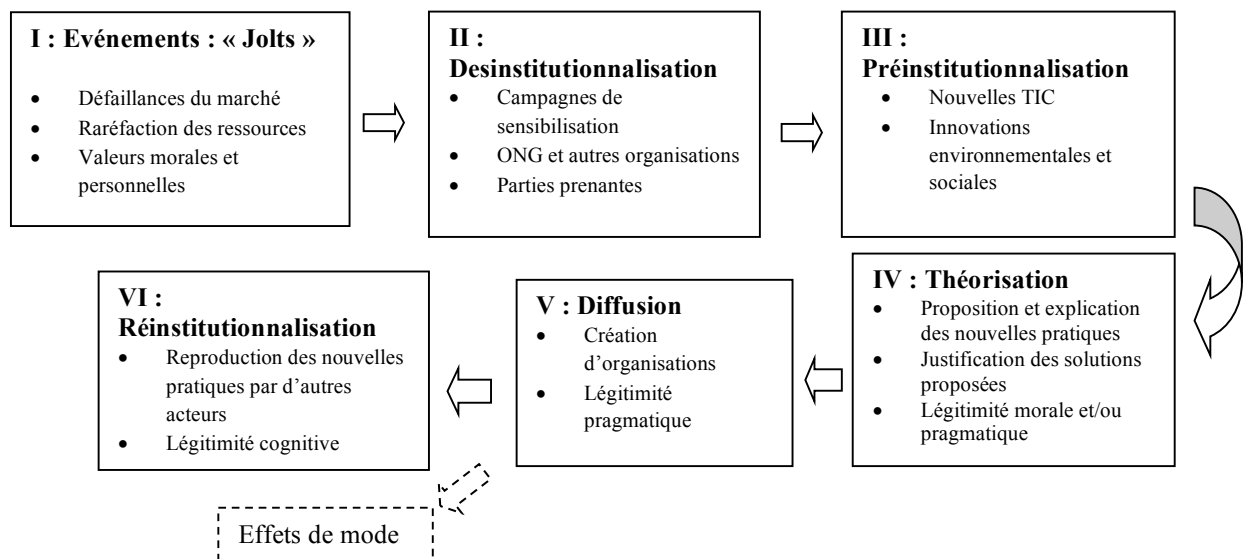 I : Evénements : « Jolts »
• Défaillances du marché
• Raréfaction des ressources
• Valeurs morales et
personnelles
II :
Desinstitutionnalisation
• Campagnes de
sensibilisation
• ONG et autres organisations
• Parties prenantes
III :
Préinstitutionnalisation
• Nouvelles TIC
• Innovations
environnementales et
sociales
IV : Théorisation
• Proposition et explication
des nouvelles pratiques
• Justification des solutions
proposées
• Légitimité morale et/ou
pragmatique
V : Diffusion
• Création
d’organisations
• Légitimité
pragmatique
VI :
Réinstitutionnalisation
• Reproduction des nouvelles
pratiques par d’autres
acteurs
• Légitimité cognitive
Effets de mode